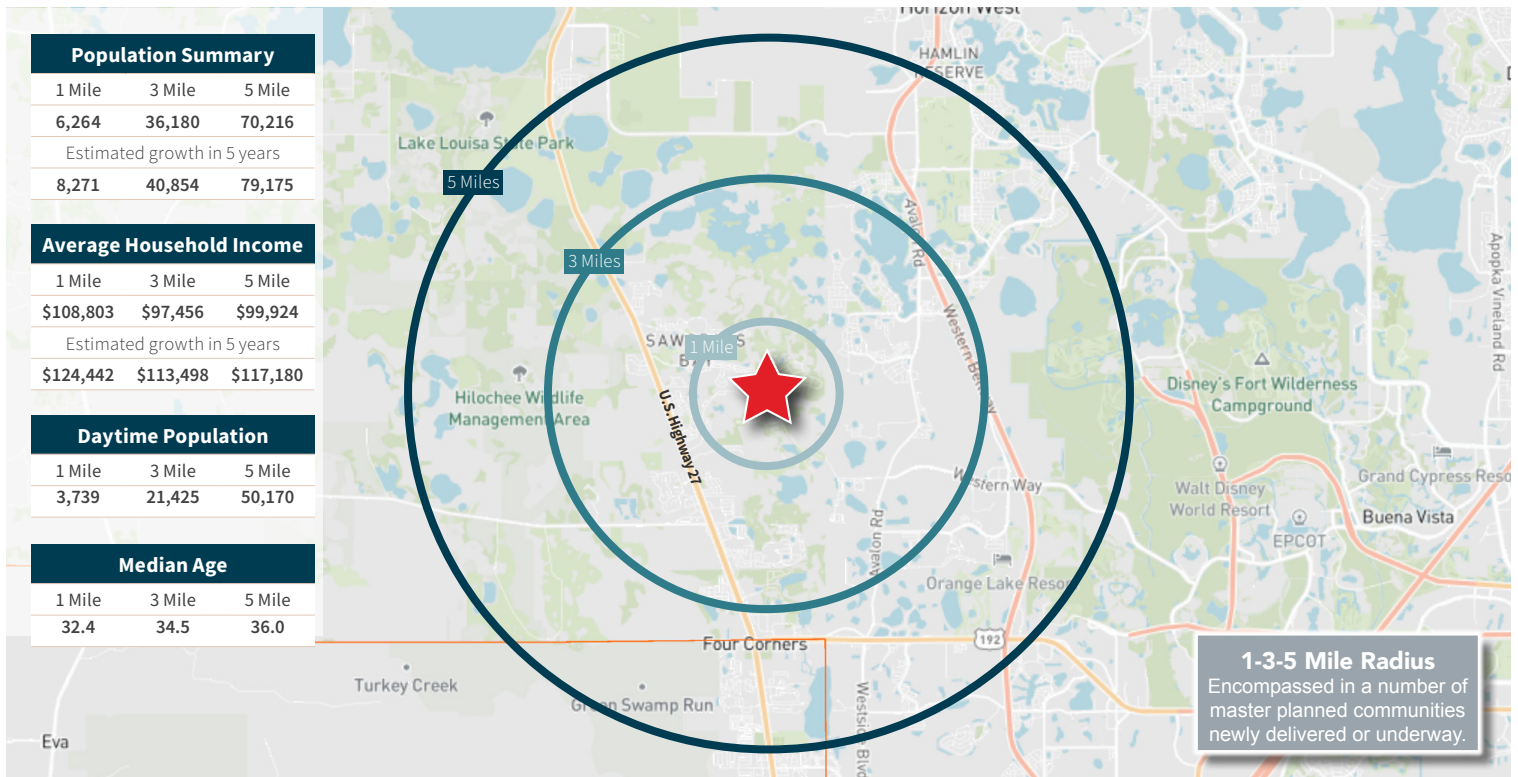 Population Summary
1 Mile 3 Mile 5 Mile
6,264 36,180 70,216
Estimated growth in 5 years
8,271 40,854 79,175
Average Household Income
1 Mile 3 Mile 5 Mile
$108,803 $97,456 $99,924
Estimated growth in 5 years
$124,442 $113,498 $117,180
Daytime Population
1 Mile 3 Mile 5 Mile
3,739 21,425 50,170
Median Age
1 Mile 3 Mile 5 Mile
32.4 34.5 36.0
Horizon West
HAMLIN
RESERVE
Lake Louisa State Park
5 Miles
3 Miles
1 Mile
Avalon Rd
Apopka Vineland Rd
Western Beltway
U.S.Highway 27
Hilochee Wildlife
Management Area
Disney's Fort Wilderness
Campground
Western Way
Walt Disney
World Resort
Grand Cypress Reso
Buena Vista
EPCOT
Avalon Rd
Orange Lake Resor
Four Corners
192
Turkey Creek
Green Swamp Run
Westside Blvd
Eva
1-3-5 Mile Radius
Encompassed in a number of
master planned communities
newly delivered or underway.